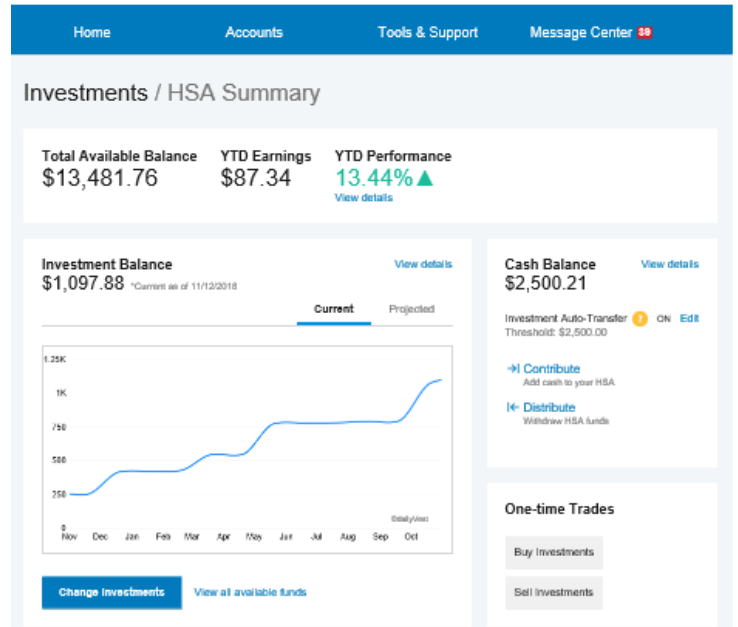 Home Accounts Tools & Support Message Center
Investments / HSA Summary
Total Available Balance YTD Earnings YTD Performance
$13,481.76 $87.34 13.44%▲
View details
Investment Balance View details
$1,097.88 *Current as of 11/12/2018
Current Projected
1.25K
1K
750
500
250
0
Nov Dec Jan Feb Mar Apr May Jun Jul Aug Sep Oct
Change Investments View all available funds
Cash Balance View details
$2,500.21
Investment Auto-Transfer ? ON Edit
Threshold: $2,500.00
Contribute
Add cash to your HSA
Distribute
Withdraw HSA funds
One-time Trades
Buy Investments
Sell Investments